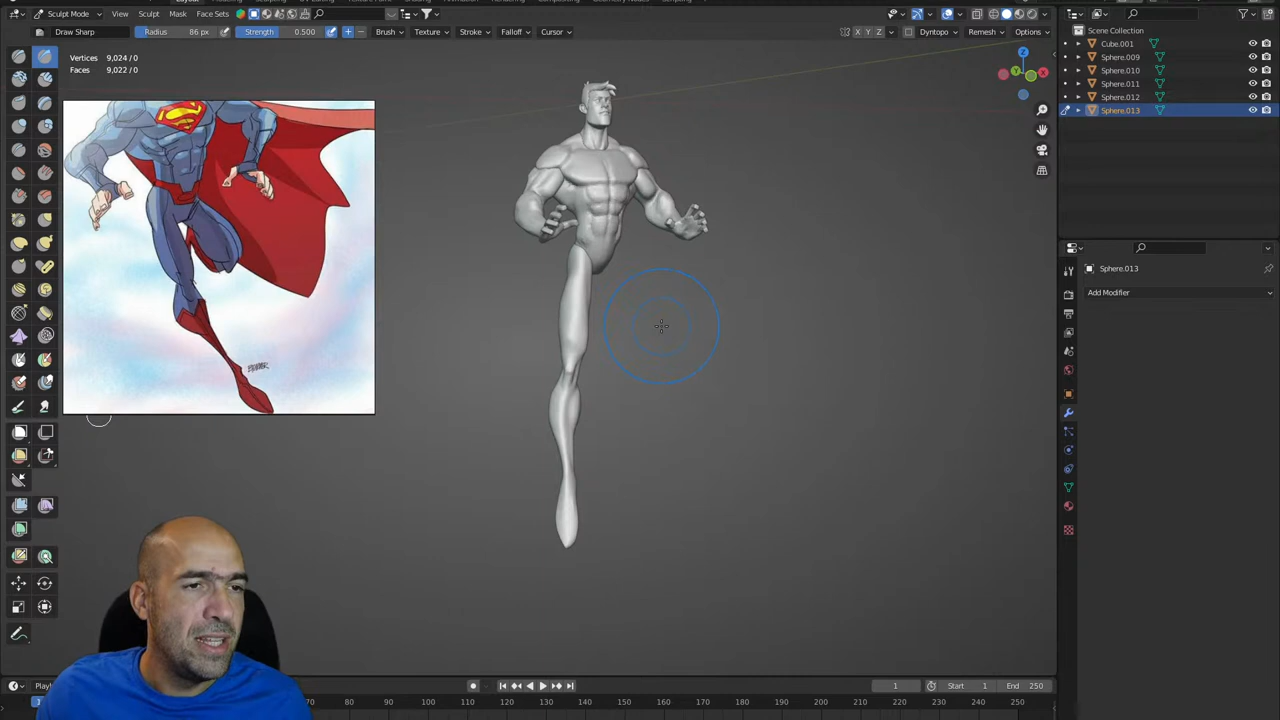 Layout
Sculpt Mode View Sculpt Mask Face Sets
Draw Sharp Radius 86 px Strength 0.500 Brush Texture Stroke Falloff Cursor X Y Z Dyntopo Remesh Options
Vertices 9,024 / 0
Faces 9,022 / 0
S
Z
Y
X
Scene Collection
Cube.001
Sphere.009
Sphere.010
Sphere.011
Sphere.012
Sphere.013
Sphere.013
Add Modifier
1 Start 1 End 250
80 90 100 110 120 130 140 150 160 170 180 190 200 210 220 230 240 250